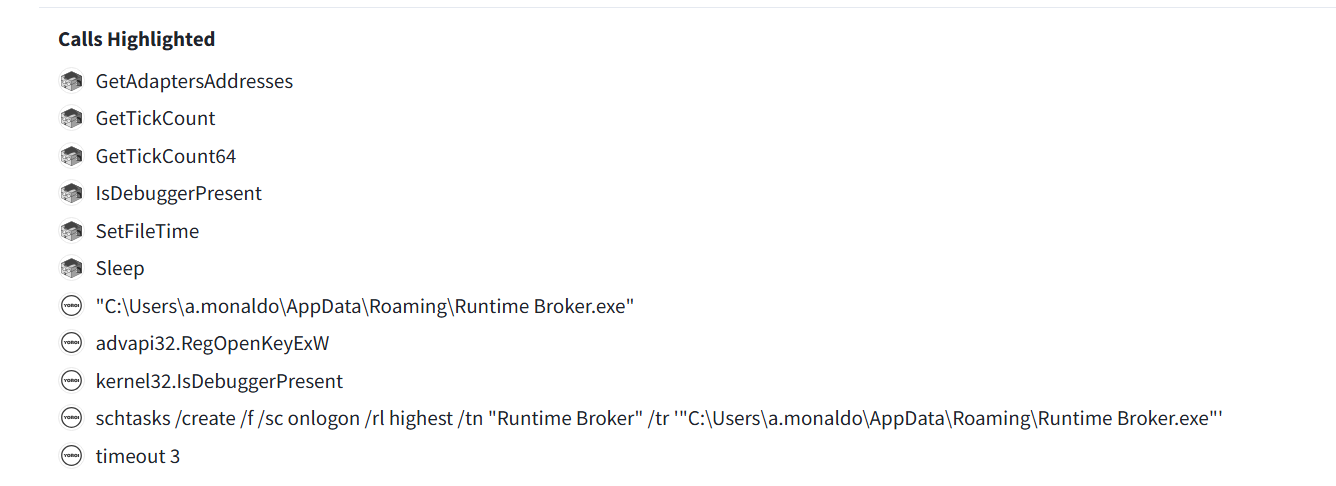 Calls Highlighted
GetAdaptersAddresses
GetTickCount
GetTickCount64
IsDebuggerPresent
SetFileTime
Sleep
"C:\Users\a.monaldo\AppData\Roaming\Runtime Broker.exe"
advapi32.RegOpenKeyExW
kernel32.IsDebuggerPresent
schtasks /create /f /sc onlogon /rl highest /tn "Runtime Broker" /tr '"C:\Users\a.monaldo\AppData\Roaming\Runtime Broker.exe"'
timeout 3